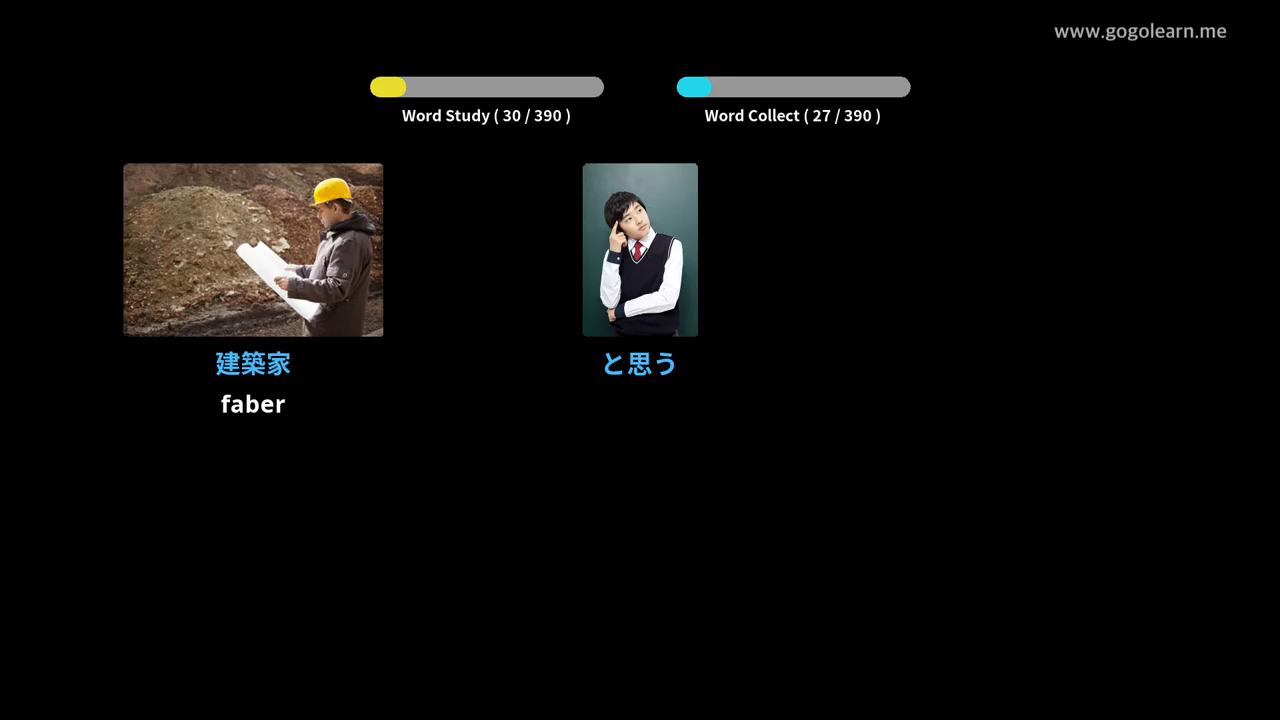 www.gogolearn.me
Word Study ( 30 / 390 )
Word Collect ( 27 / 390 )
建築家
faber
と思う